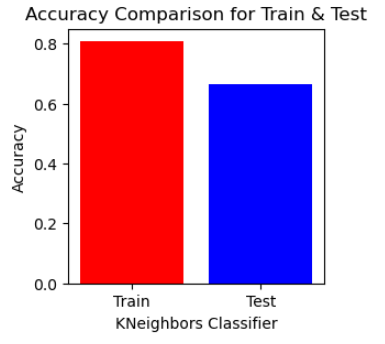 Accuracy Comparison for Train & Test
0.8
0.6
0.4
0.2
0.0
Accuracy
Train Test
KNeighbors Classifier